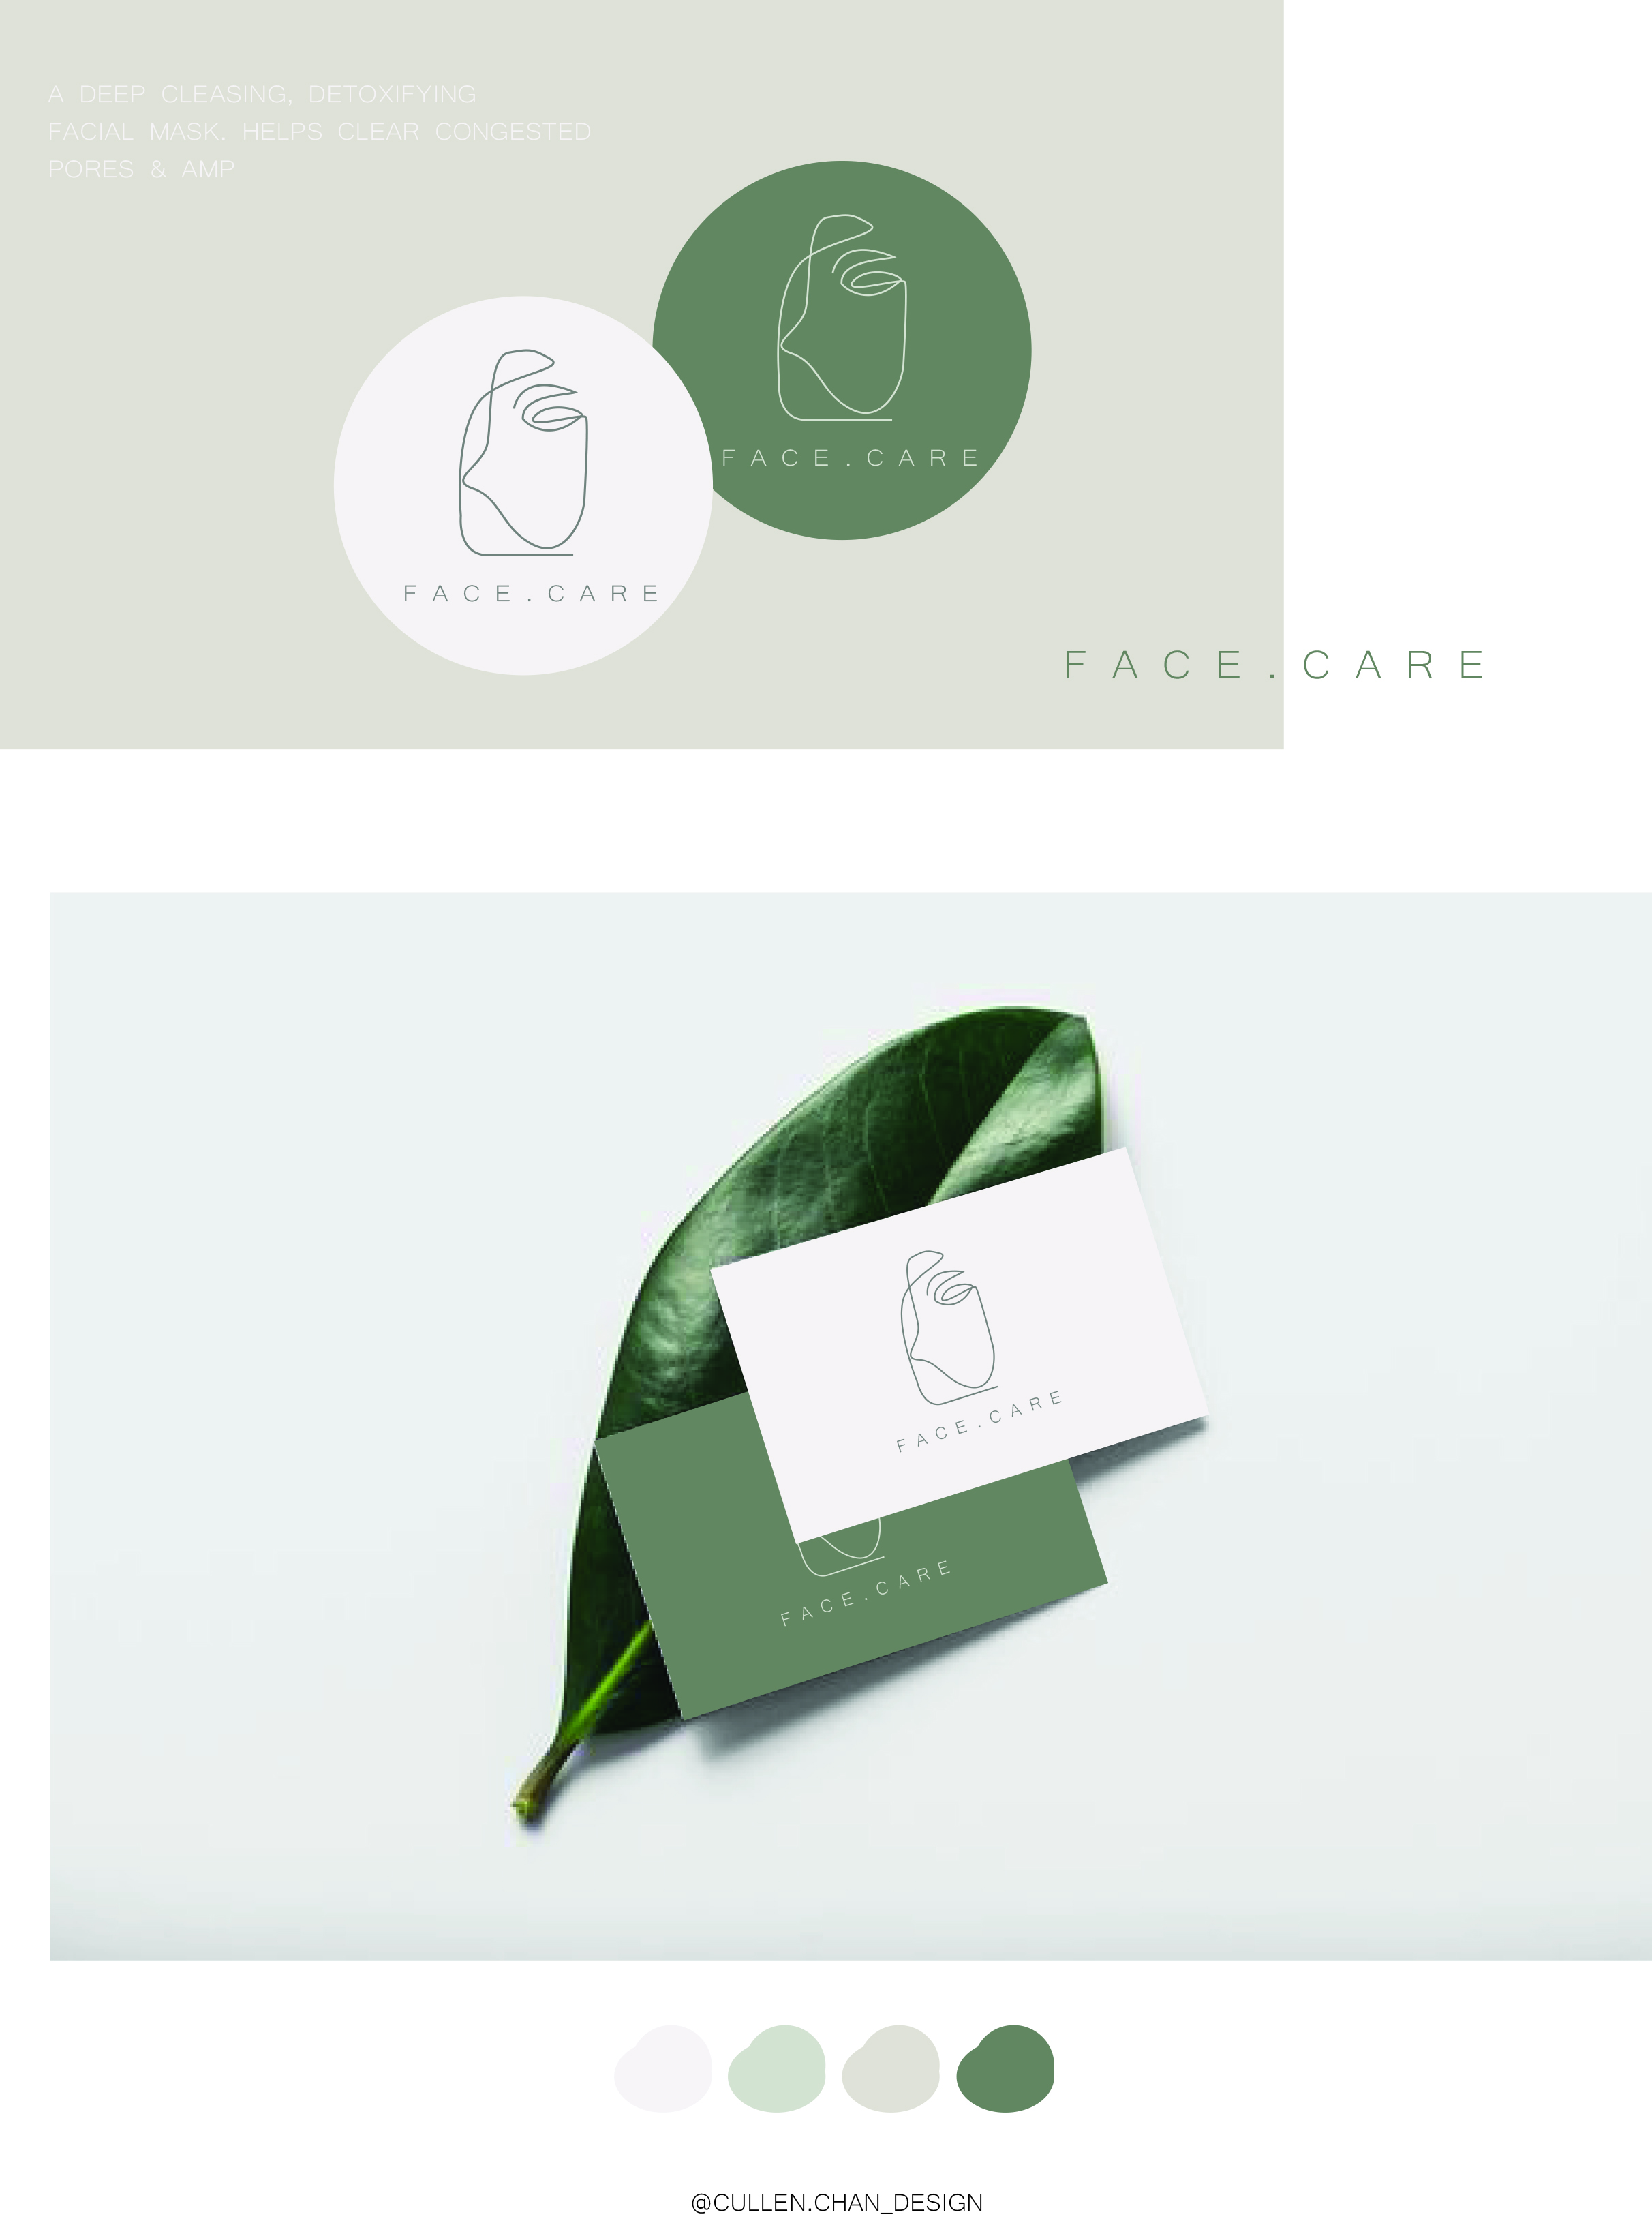 A DEEP CLEASING, DETOXIFYING
FACIAL MASK. HELPS CLEAR CONGESTED
PORES & AMP
FACE.CARE
FACE.CARE
FACE.CARE
FACE.CARE
FACE.CARE
@CULLEN.CHAN_DESIGN